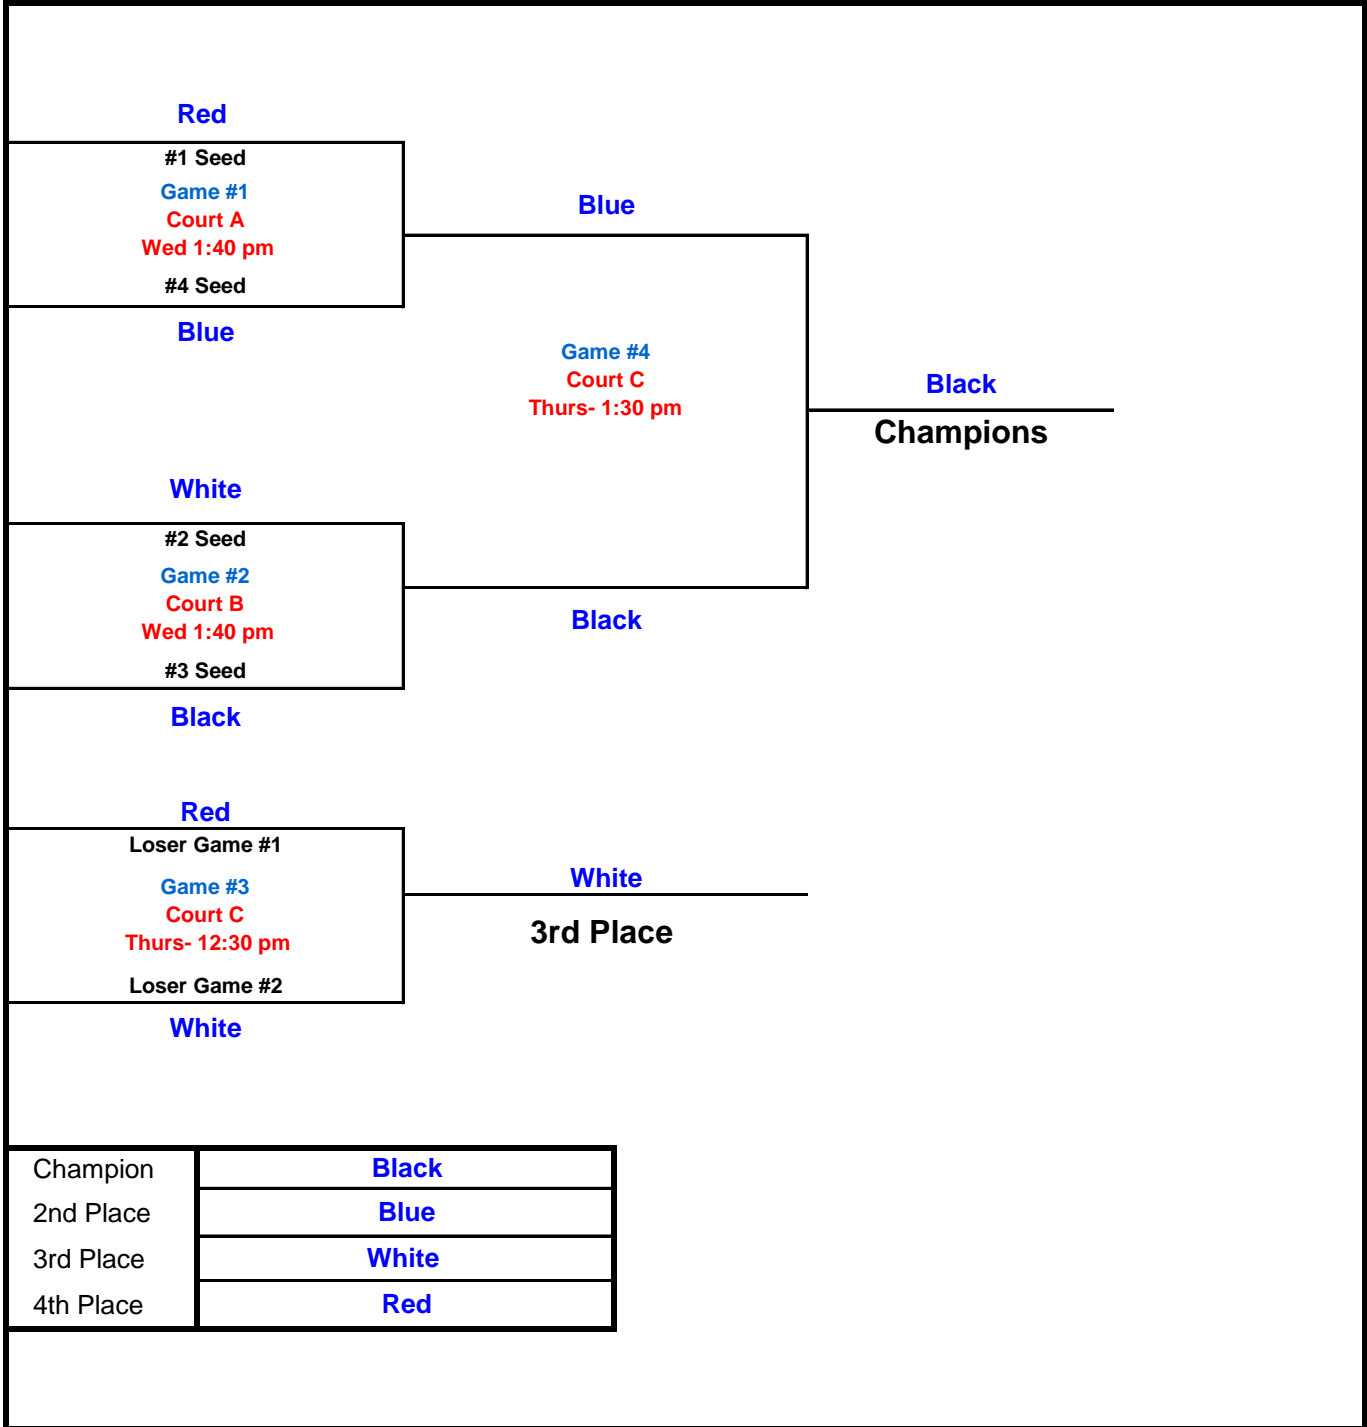 Red
#1 Seed
Game #1
Court A
Wed 1:40 pm
#4 Seed
Blue
Blue
Game #4
Court C
Thurs- 1:30 pm
Black
Champions
White
#2 Seed
Game #2
Court B
Wed 1:40 pm
#3 Seed
Black
Black
Red
Loser Game #1
Game #3
Court C
Thurs- 12:30 pm
Loser Game #2
White
White
3rd Place
Champion Black
2nd Place Blue
3rd Place White
4th Place Red